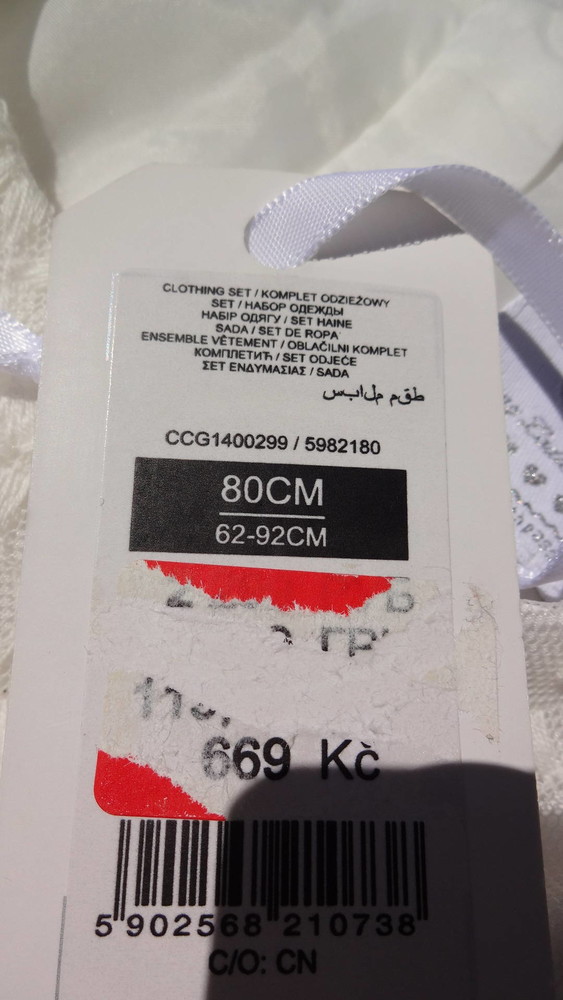 CLOTHING SET / KOMPLET ODZIEŻOWY
SET / НАБОР ОДЕЖДЫ
НАБІР ОДЯГУ / SET HAINE
SADA / SET DE ROPA
ENSEMBLE VÊTEMENT / OBLAČILNI KOMPLET
КОМПЛЕТИЋ / SET ODJEĆE
ΣΕΤ ΕΝΔΥΜΑΣΙΑΣ / SADA
طقم ملابس
CCG1400299 / 5982180
80CM
62-92CM
669 Kč
5 902568 210738
C/O: CN